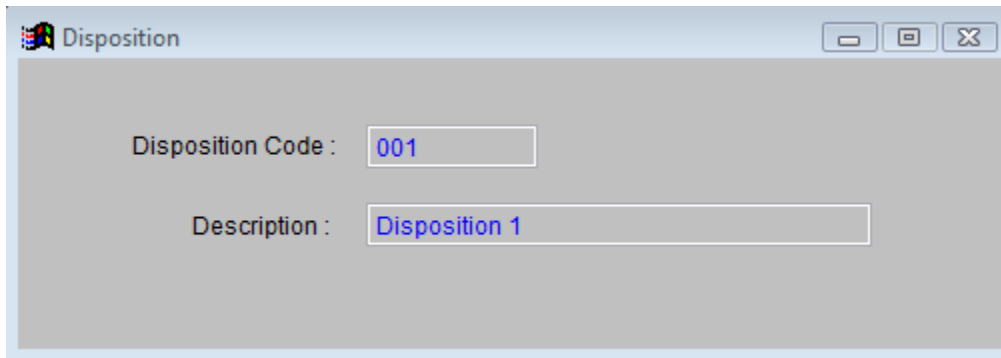 Disposition
Disposition Code : 001
Description : Disposition 1